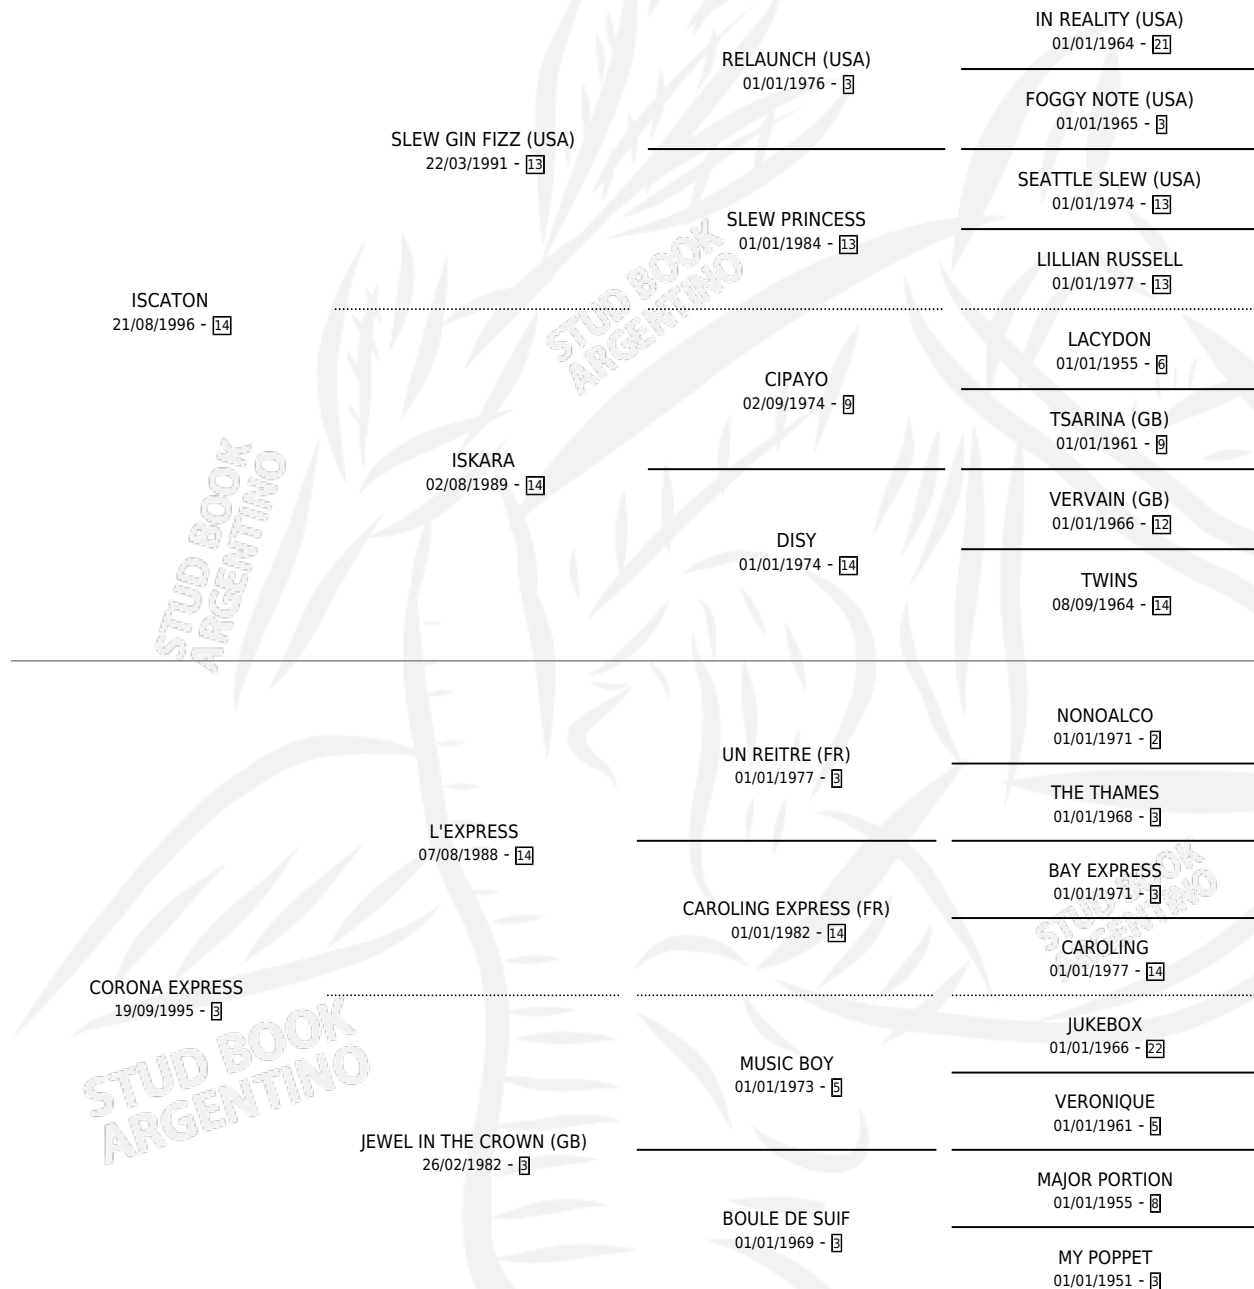 IN REALITY (USA)
01/01/1964 - 21
RELAUNCH (USA)
01/01/1976 - 3
FOGGY NOTE (USA)
01/01/1965 - 3
SLEW GIN FIZZ (USA)
22/03/1991 - 13
SEATTLE SLEW (USA)
01/01/1974 - 13
SLEW PRINCESS
01/01/1984 - 13
LILLIAN RUSSELL
01/01/1977 - 13
ISCATON
21/08/1996 - 14
STUD BOOK
ARGENTINO
LACYDON
01/01/1955 - 6
CIPAYO
02/09/1974 - 9
TSARINA (GB)
01/01/1961 - 9
ISKARA
02/08/1989 - 14
VERVAIN (GB)
01/01/1966 - 12
DISY
01/01/1974 - 14
TWINS
08/09/1964 - 14
STUD BOOK
ARGENTINO
NONOALCO
01/01/1971 - 2
UN REITRE (FR)
01/01/1977 - 3
THE THAMES
01/01/1968 - 3
L'EXPRESS
07/08/1988 - 14
BAY EXPRESS
01/01/1971 - 3
CAROLING EXPRESS (FR)
01/01/1982 - 14
STUD BOOK
ARGENTINO
CAROLING
01/01/1977 - 14
CORONA EXPRESS
19/09/1995 - 3
JUKEBOX
01/01/1966 - 22
MUSIC BOY
01/01/1973 - 5
STUD BOOK
ARGENTINO
VERONIQUE
01/01/1961 - 5
JEWEL IN THE CROWN (GB)
26/02/1982 - 3
MAJOR PORTION
01/01/1955 - 8
BOULE DE SUIF
01/01/1969 - 3
MY POPPET
01/01/1951 - 3